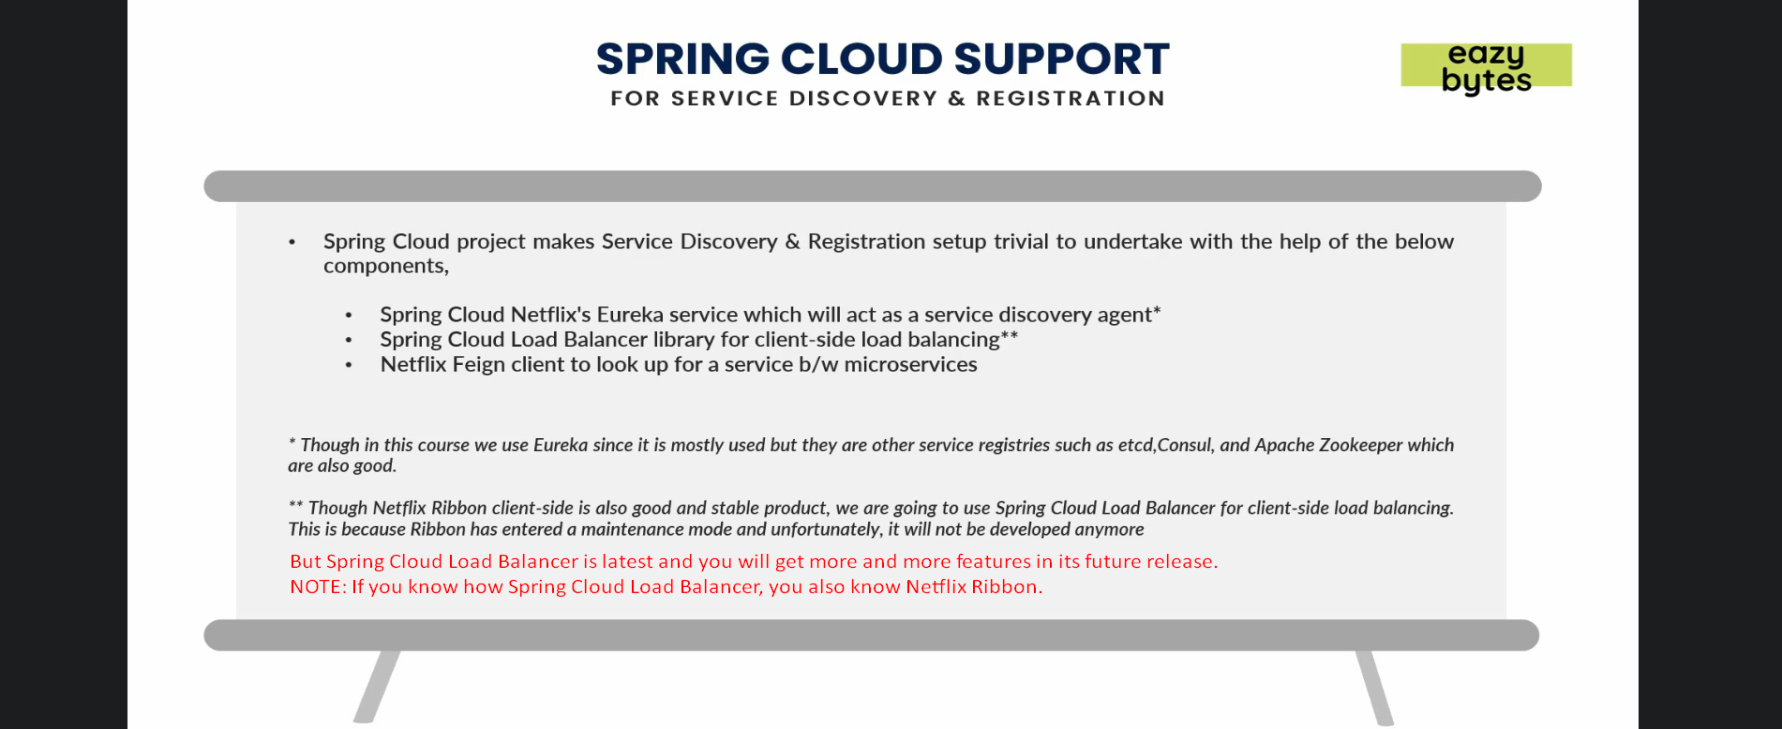 SPRING CLOUD SUPPORT
FOR SERVICE DISCOVERY & REGISTRATION
eazy
bytes
• Spring Cloud project makes Service Discovery & Registration setup trivial to undertake with the help of the below
components,
• Spring Cloud Netflix's Eureka service which will act as a service discovery agent*
• Spring Cloud Load Balancer library for client-side load balancing**
• Netflix Feign client to look up for a service b/w microservices
* Though in this course we use Eureka since it is mostly used but they are other service registries such as etcd,Consul, and Apache Zookeeper which
are also good.
** Though Netflix Ribbon client-side is also good and stable product, we are going to use Spring Cloud Load Balancer for client-side load balancing.
This is because Ribbon has entered a maintenance mode and unfortunately, it will not be developed anymore
But Spring Cloud Load Balancer is latest and you will get more and more features in its future release.
NOTE: If you know how Spring Cloud Load Balancer, you also know Netflix Ribbon.